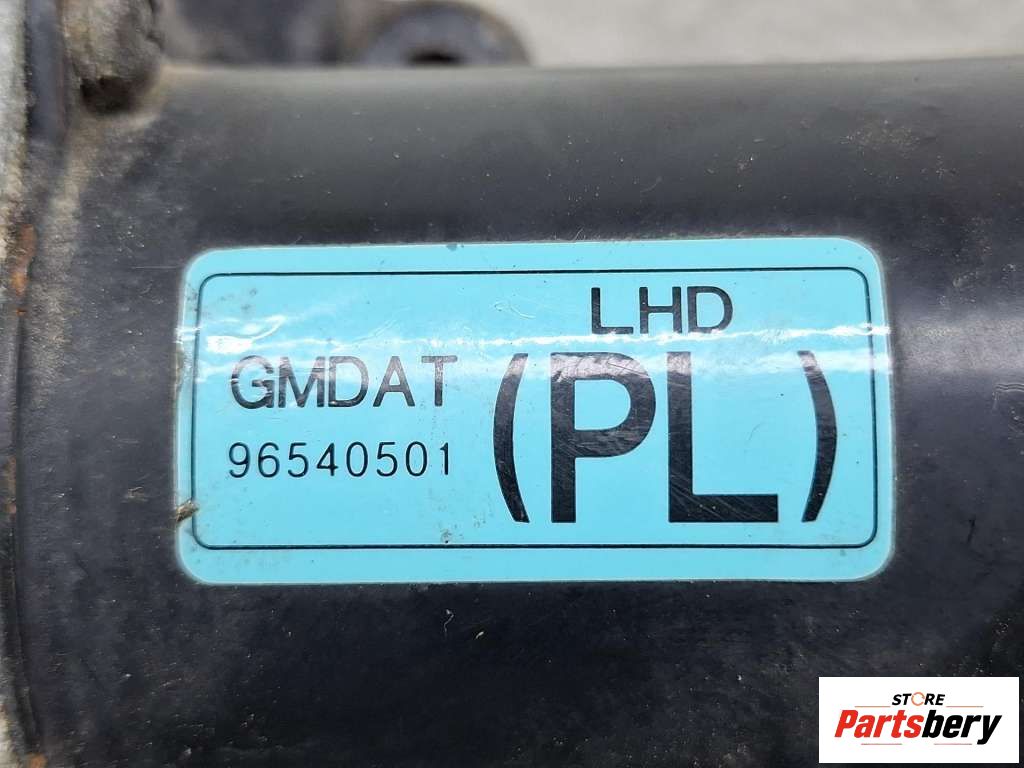 LHD
GMDAT
(PL)
96540501
STORE
Partsbery